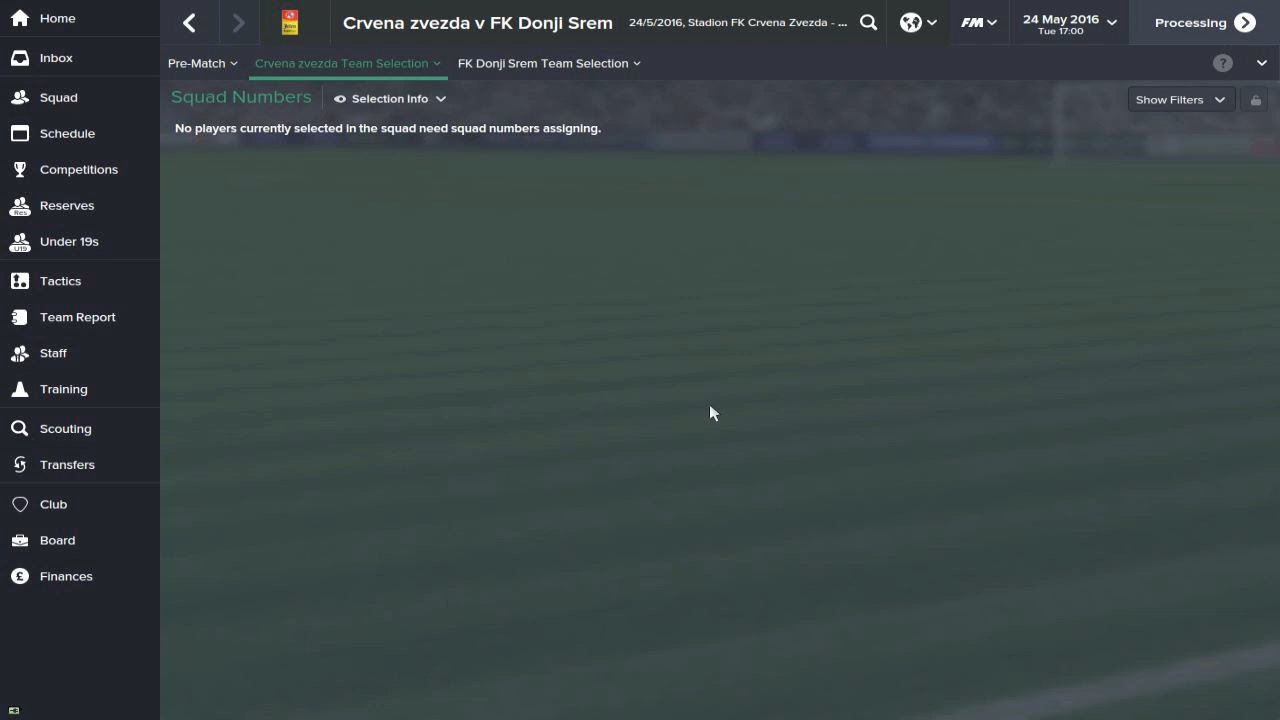 Home
Crvena zvezda v FK Donji Srem
24/5/2016, Stadion FK Crvena Zvezda - ...
FM
24 May 2016
Tue 17:00
Processing
Inbox
Pre-Match
Crvena zvezda Team Selection
FK Donji Srem Team Selection
?
Squad
Squad Numbers
Selection Info
Show Filters
No players currently selected in the squad need squad numbers assigning.
Schedule
Competitions
Res
Reserves
U19
Under 19s
Tactics
Team Report
Staff
Training
Scouting
Transfers
Club
Board
£
Finances